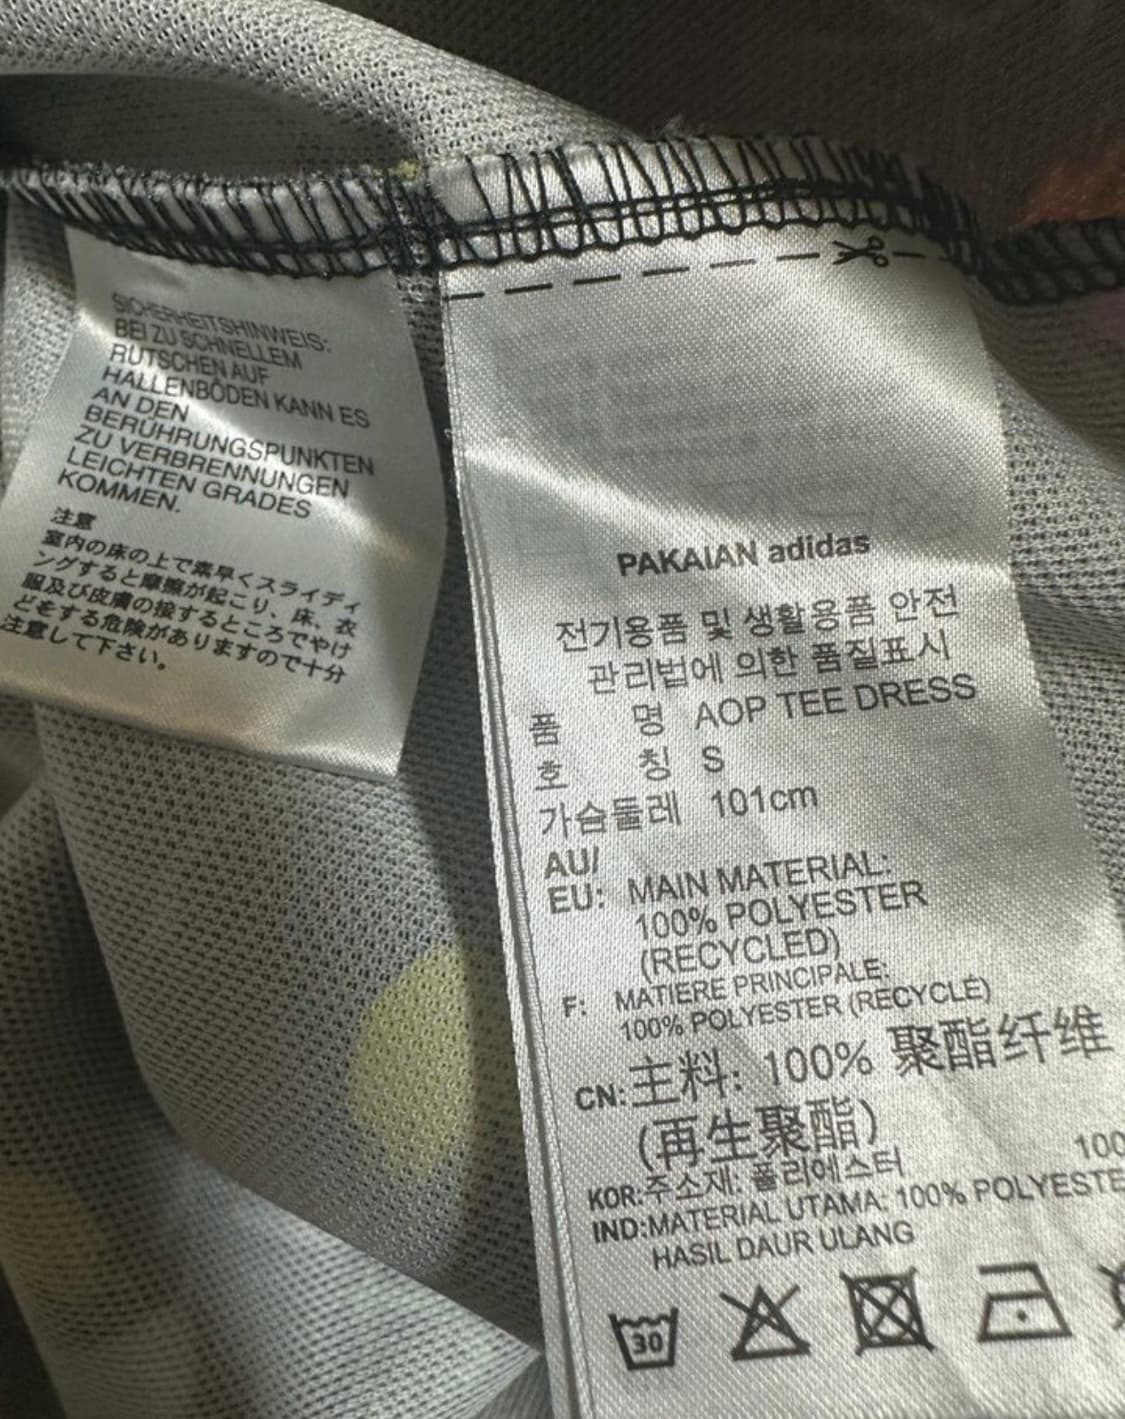 SICHERHEITSHINWEIS:
BEI ZU SCHNELLEM
RUTSCHEN AUF
HALLENBÖDEN KANN ES
AN DEN
BERÜHRUNGSPUNKTEN
ZU VERBRENNUNGEN
LEICHTEN GRADES
KOMMEN.
注意
室内の床の上で素早くスライディ
ングすると摩擦が起こり、床、衣
服及び皮膚の接するところでやけ
どをする危険がありますので十分
注意して下さい。
PAKAIAN adidas
전기용품 및 생활용품 안전
관리법에 의한 품질표시
품 명 AOP TEE DRESS
호 칭 S
가슴둘레 101cm
AU/
EU: MAIN MATERIAL:
100% POLYESTER
(RECYCLED)
F: MATIERE PRINCIPALE:
100% POLYESTER (RECYCLÉ)
CN:主料: 100% 聚酯纤维
(再生聚酯)
KOR:주소재: 폴리에스터 100
IND:MATERIAL UTAMA: 100% POLYESTE
HASIL DAUR ULANG
30